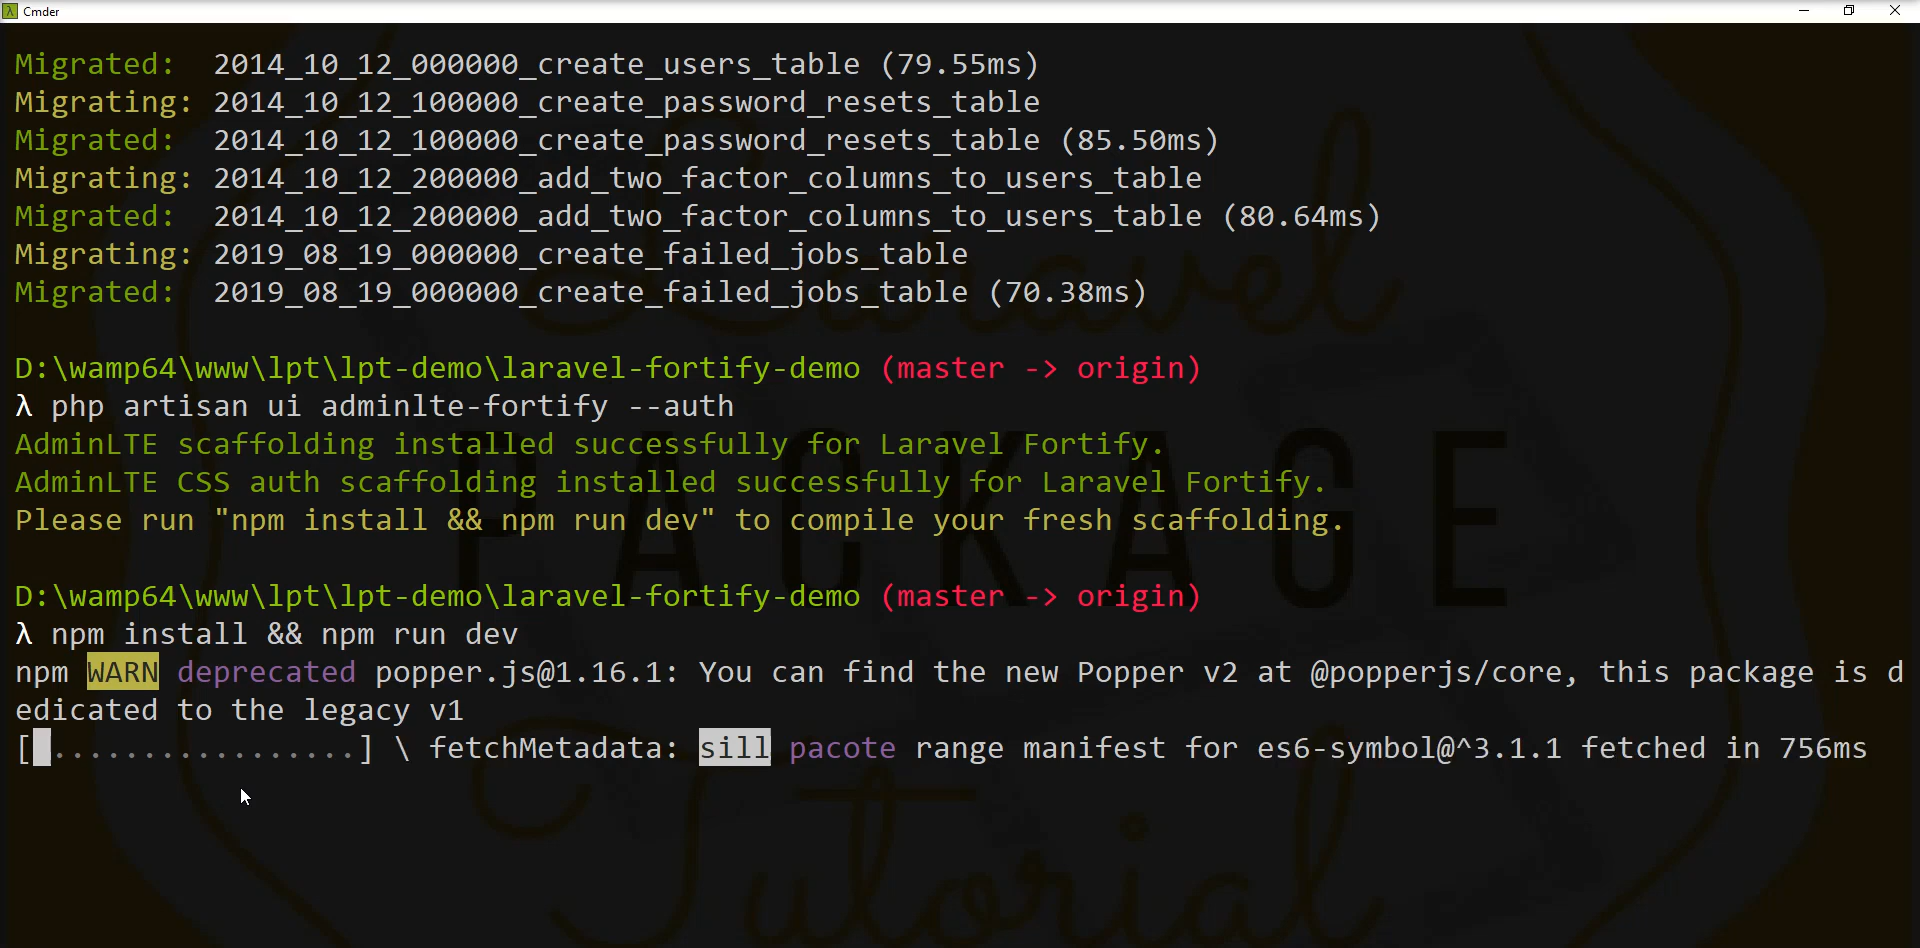 Cmder
Migrated:  2014_10_12_000000_create_users_table (79.55ms)
Migrating: 2014_10_12_100000_create_password_resets_table
Migrated:  2014_10_12_100000_create_password_resets_table (85.50ms)
Migrating: 2014_10_12_200000_add_two_factor_columns_to_users_table
Migrated:  2014_10_12_200000_add_two_factor_columns_to_users_table (80.64ms)
Migrating: 2019_08_19_000000_create_failed_jobs_table
Migrated:  2019_08_19_000000_create_failed_jobs_table (70.38ms)
D:\wamp64\www\lpt\lpt-demo\laravel-fortify-demo (master -> origin)
λ php artisan ui adminlte-fortify --auth
AdminLTE scaffolding installed successfully for Laravel Fortify.
AdminLTE CSS auth scaffolding installed successfully for Laravel Fortify.
Please run "npm install && npm run dev" to compile your fresh scaffolding.
D:\wamp64\www\lpt\lpt-demo\laravel-fortify-demo (master -> origin)
λ npm install && npm run dev
npm WARN deprecated popper.js@1.16.1: You can find the new Popper v2 at @popperjs/core, this package is d
edicated to the legacy v1
[ .................] \ fetchMetadata: sill pacote range manifest for es6-symbol@^3.1.1 fetched in 756ms
Laravel
PACKAGE
Tutorial